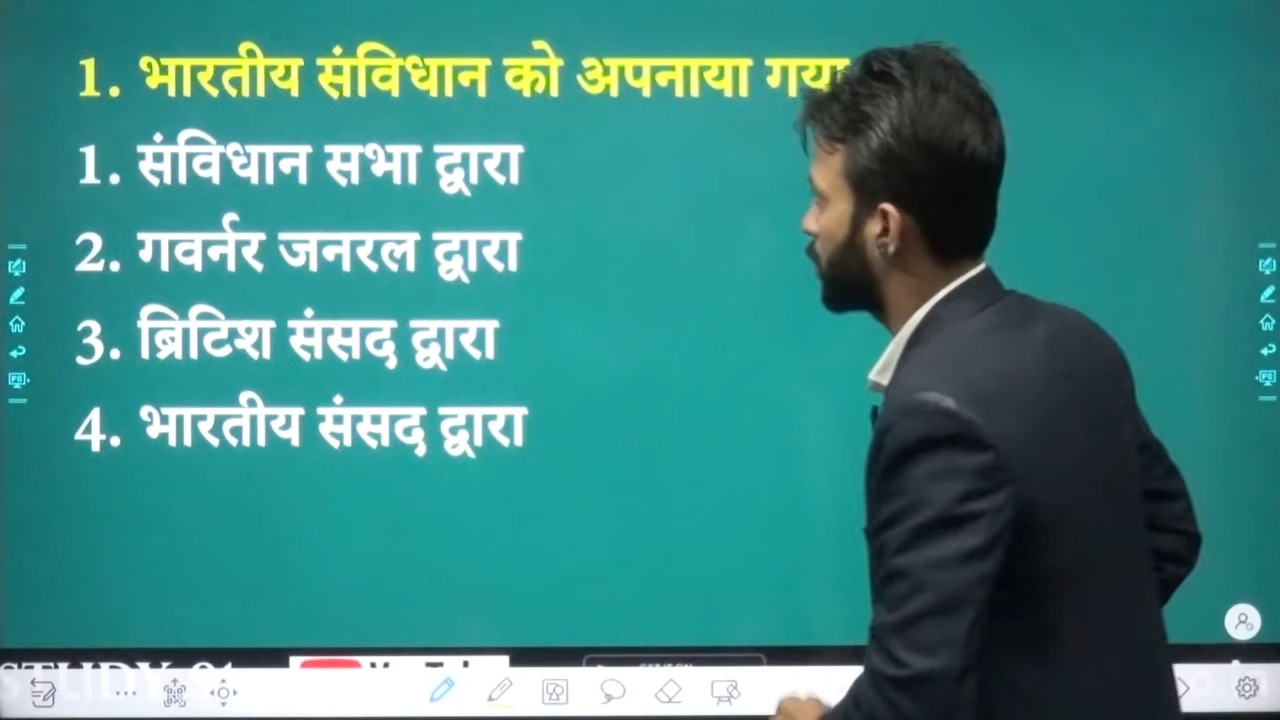 1. भारतीय संविधान को अपनाया गया
1. संविधान सभा द्वारा
2. गवर्नर जनरल द्वारा
3. ब्रिटिश संसद द्वारा
4. भारतीय संसद द्वारा